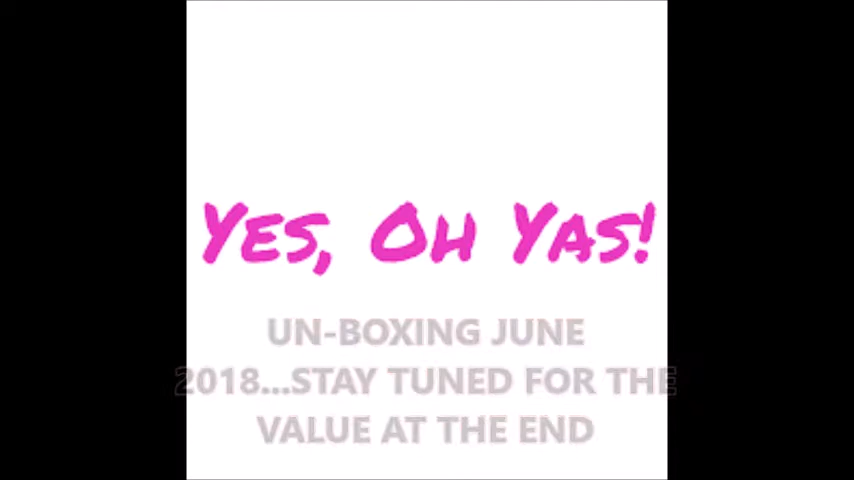 Yes, Oh Yas!
UN-BOXING JUNE
2018...STAY TUNED FOR THE
VALUE AT THE END